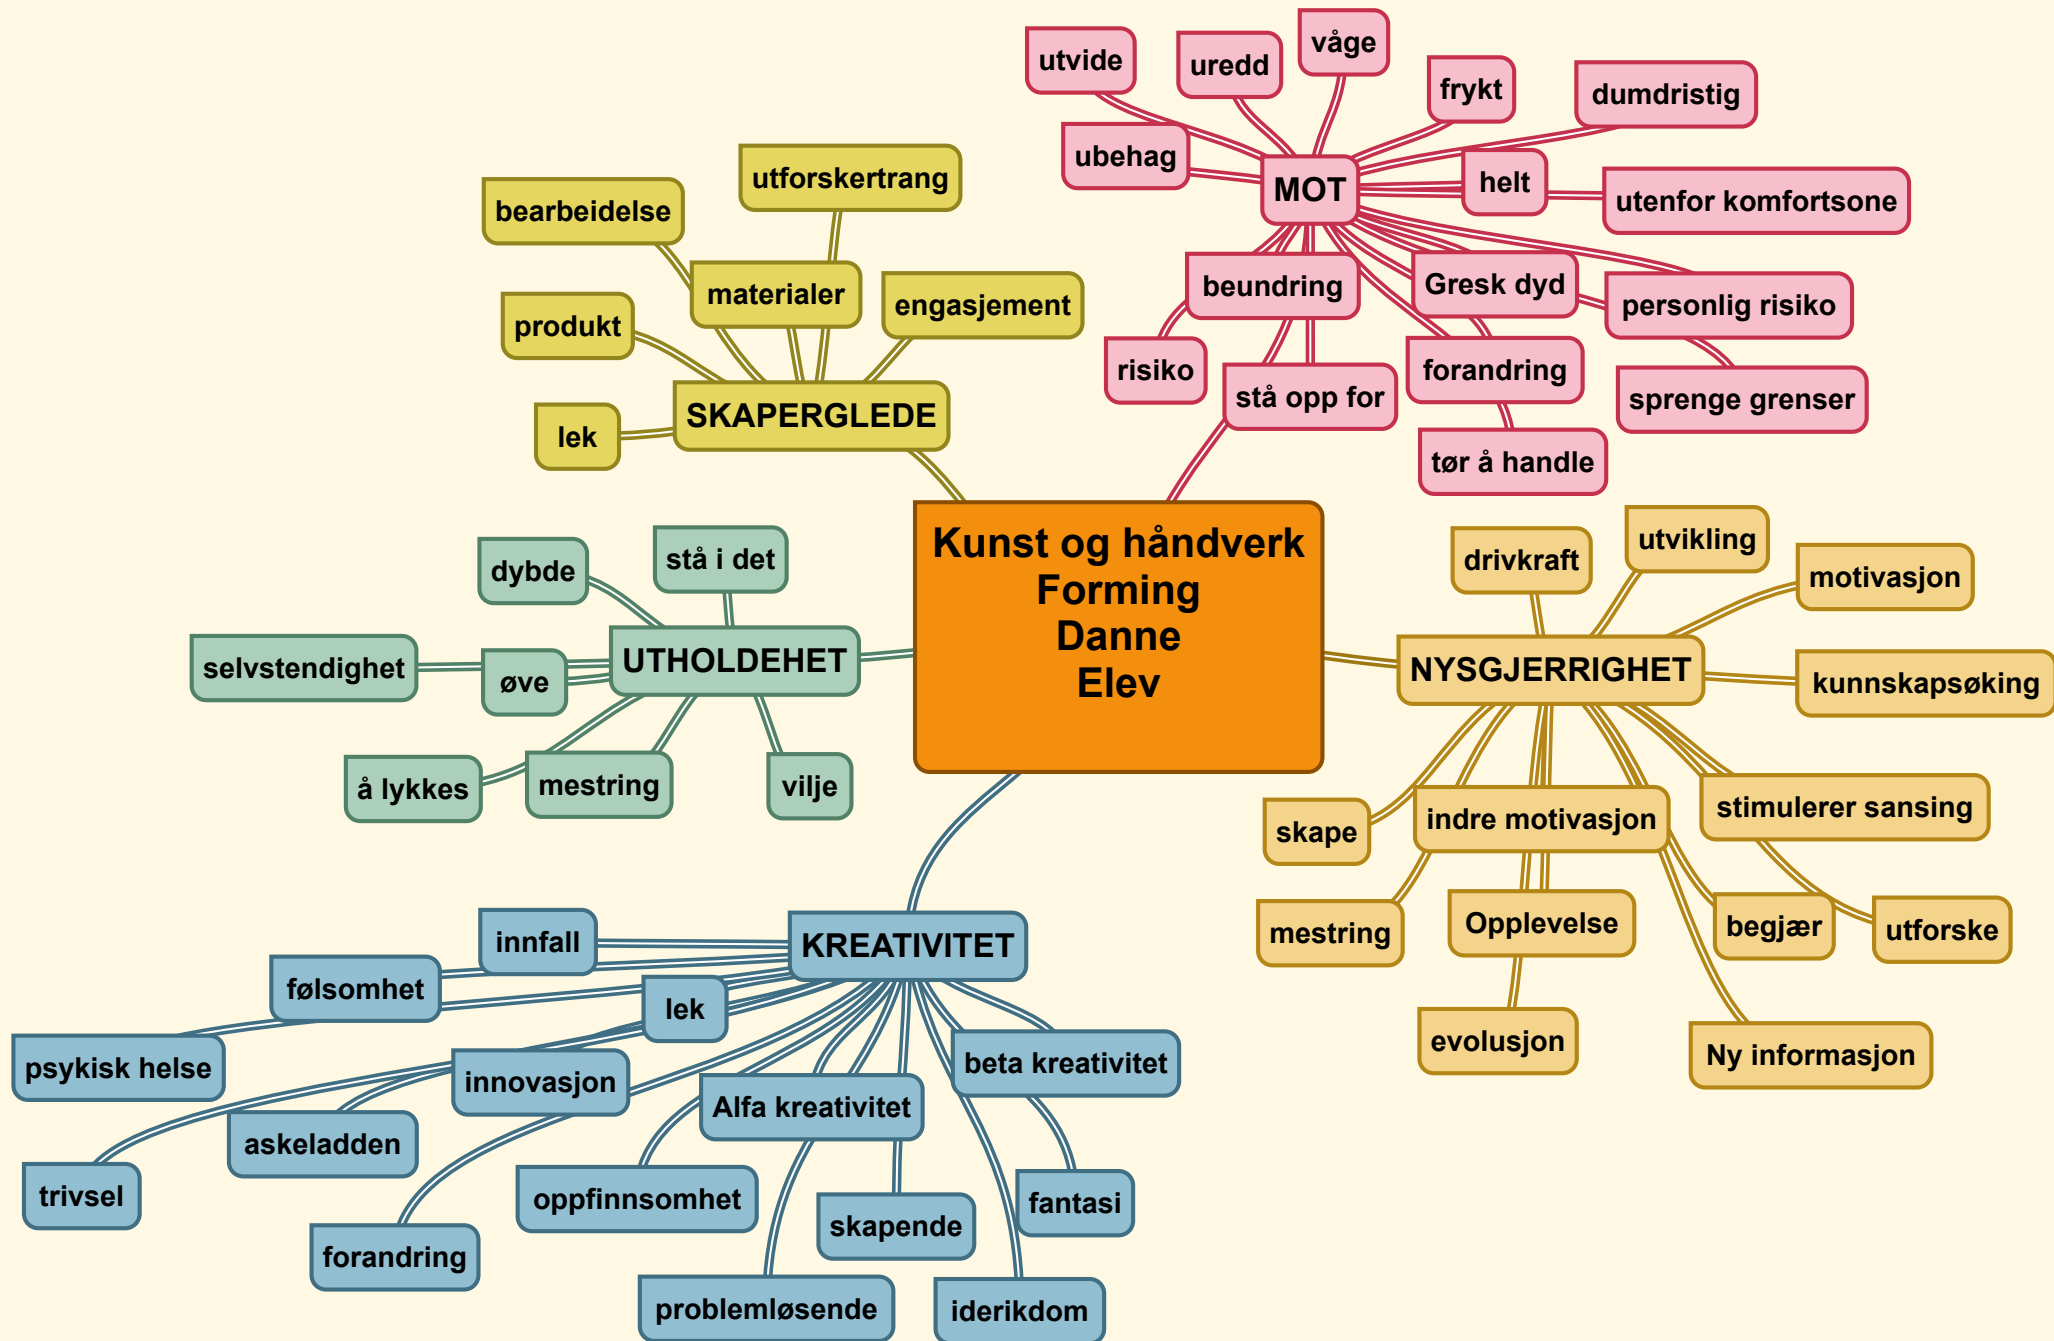 Kunst og håndverk
Forming
Danne
Elev
MOT
utvide
uredd
våge
frykt
dumdristig
ubehag
helt
utenfor komfortsone
beundring
Gresk dyd
personlig risiko
risiko
stå opp for
forandring
sprenge grenser
tør å handle
SKAPERGLEDE
utforskertrang
bearbeidelse
materialer
engasjement
produkt
lek
UTHOLDEHET
dybde
stå i det
selvstendighet
øve
å lykkes
mestring
vilje
NYSGJERRIGHET
drivkraft
utvikling
motivasjon
kunnskapsøking
skape
indre motivasjon
stimulerer sansing
mestring
Opplevelse
begjær
utforske
evolusjon
Ny informasjon
KREATIVITET
innfall
følsomhet
lek
psykisk helse
innovasjon
beta kreativitet
Alfa kreativitet
askeladden
trivsel
oppfinnsomhet
fantasi
skapende
forandring
problemløsende
iderikdom